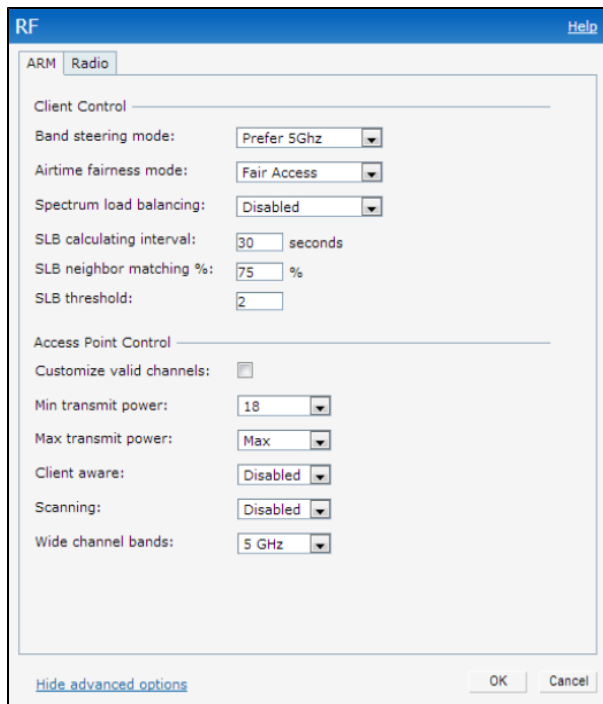 RF Help
ARM Radio
Client Control
Band steering mode: Prefer 5Ghz
Airtime fairness mode: Fair Access
Spectrum load balancing: Disabled
SLB calculating interval: 30 seconds
SLB neighbor matching %: 75 %
SLB threshold: 2
Access Point Control
Customize valid channels:
Min transmit power: 18
Max transmit power: Max
Client aware: Disabled
Scanning: Disabled
Wide channel bands: 5 GHz
Hide advanced options OK Cancel